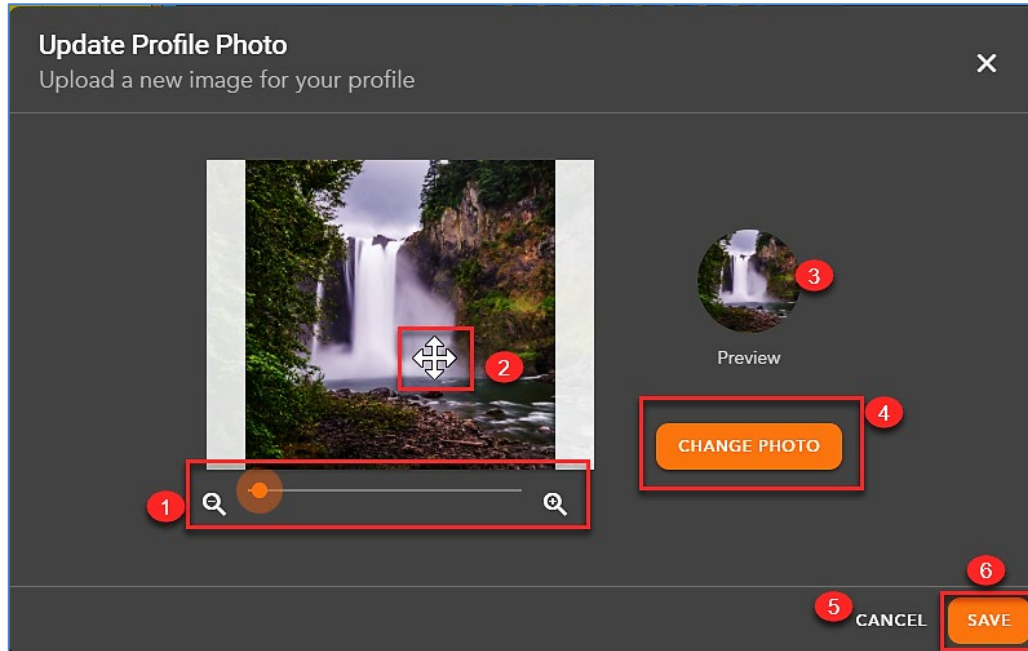 Update Profile Photo
Upload a new image for your profile
3
2
Preview
4
CHANGE PHOTO
1
6
5
CANCEL
SAVE